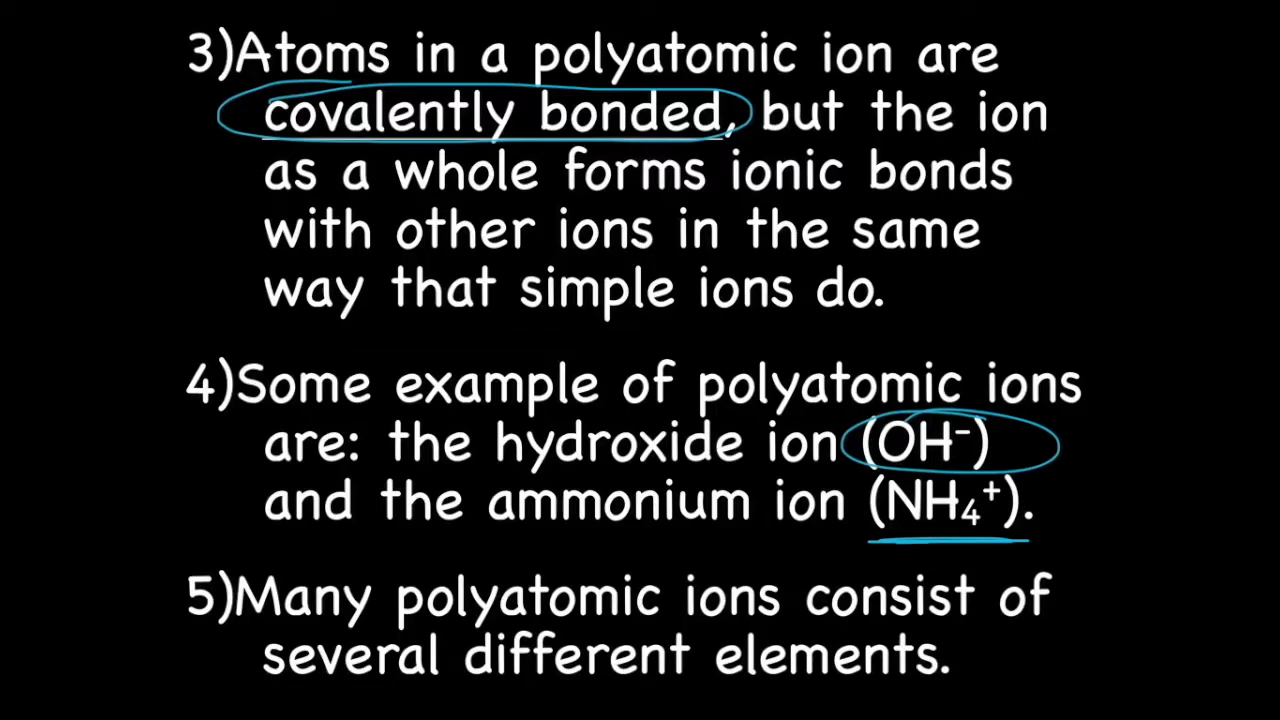 3)Atoms in a polyatomic ion are
covalently bonded, but the ion
as a whole forms ionic bonds
with other ions in the same
way that simple ions do.
4)Some example of polyatomic ions
are: the hydroxide ion (OH⁻)
and the ammonium ion (NH₄⁺).
5)Many polyatomic ions consist of
several different elements.